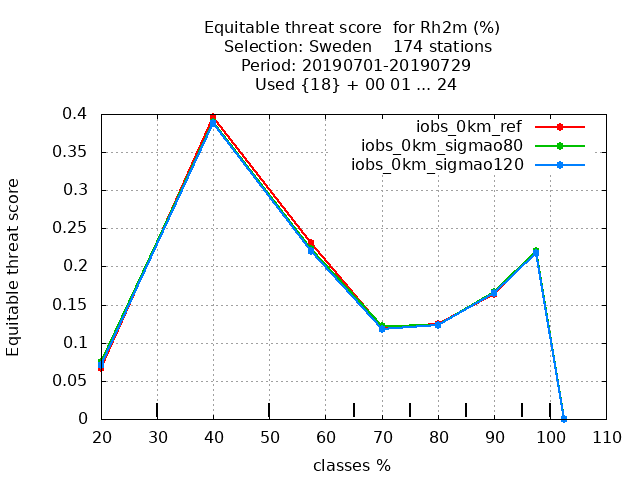 Equitable threat score  for Rh2m (%)
Selection: Sweden    174 stations
Period: 20190701-20190729
Used {18} + 00 01 ... 24
iobs_0km_ref
iobs_0km_sigmao80
iobs_0km_sigmao120
Equitable threat score
0.4
0.35
0.3
0.25
0.2
0.15
0.1
0.05
0
20 30 40 50 60 70 80 90 100 110
classes %